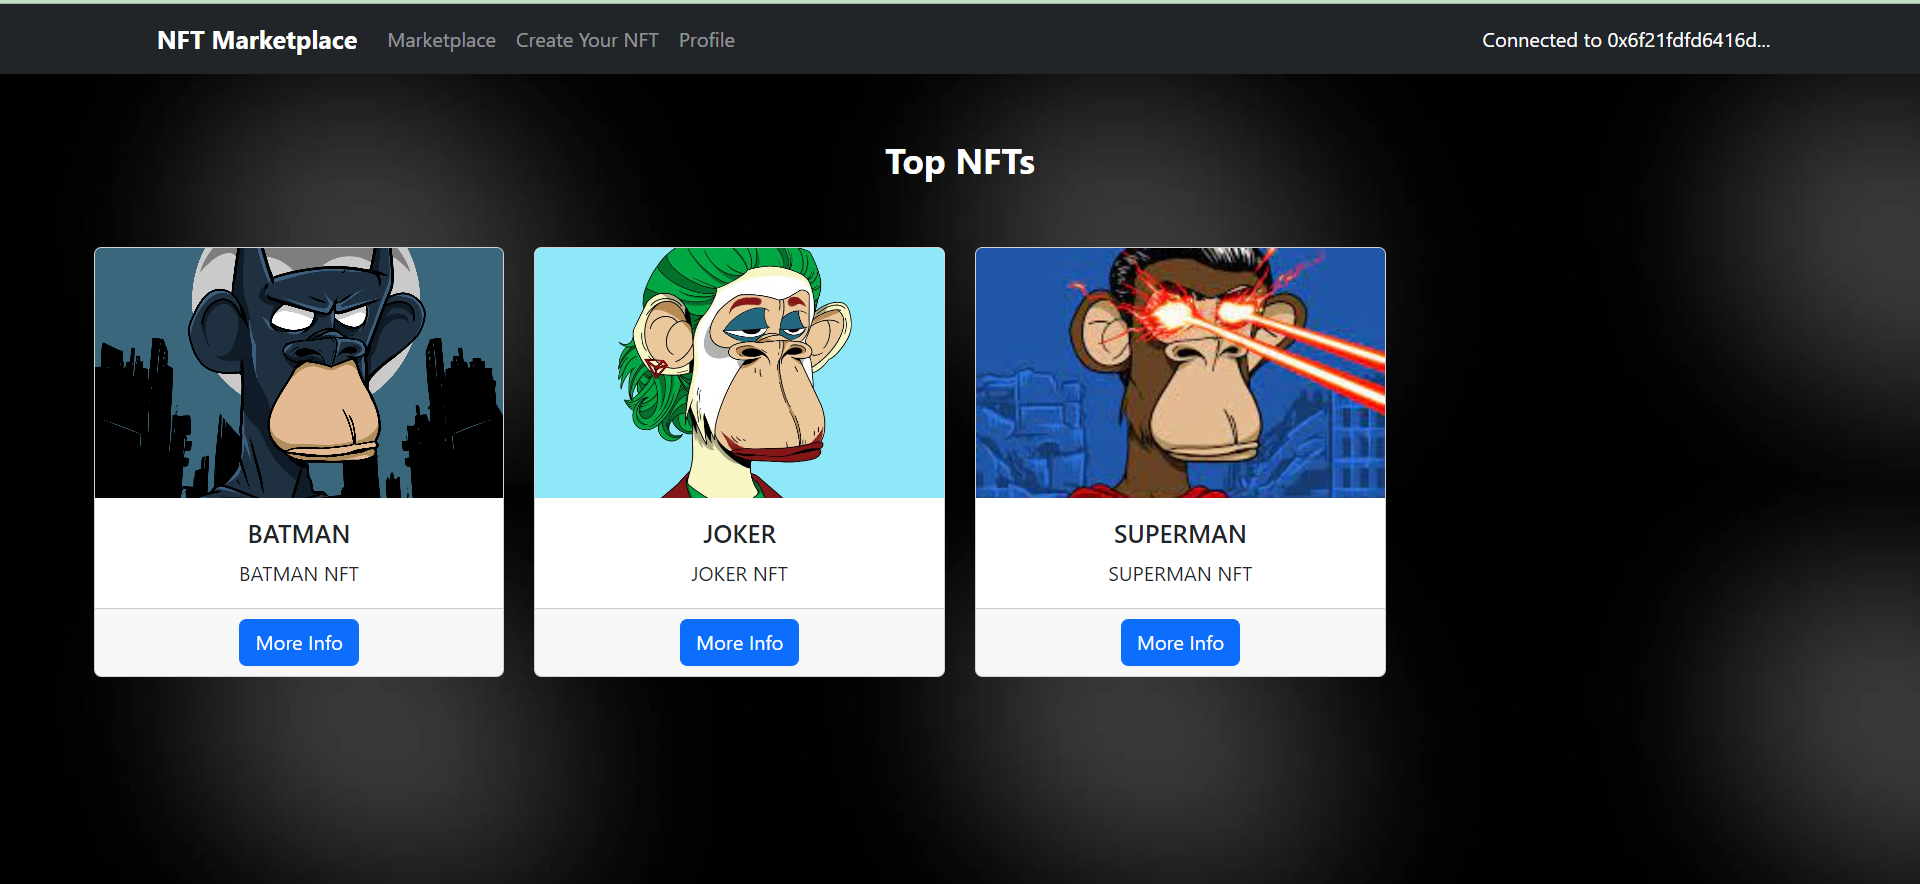 NFT Marketplace Marketplace Create Your NFT Profile Connected to 0x6f21fdfd6416d...
Top NFTs
BATMAN
BATMAN NFT
More Info
JOKER
JOKER NFT
More Info
SUPERMAN
SUPERMAN NFT
More Info